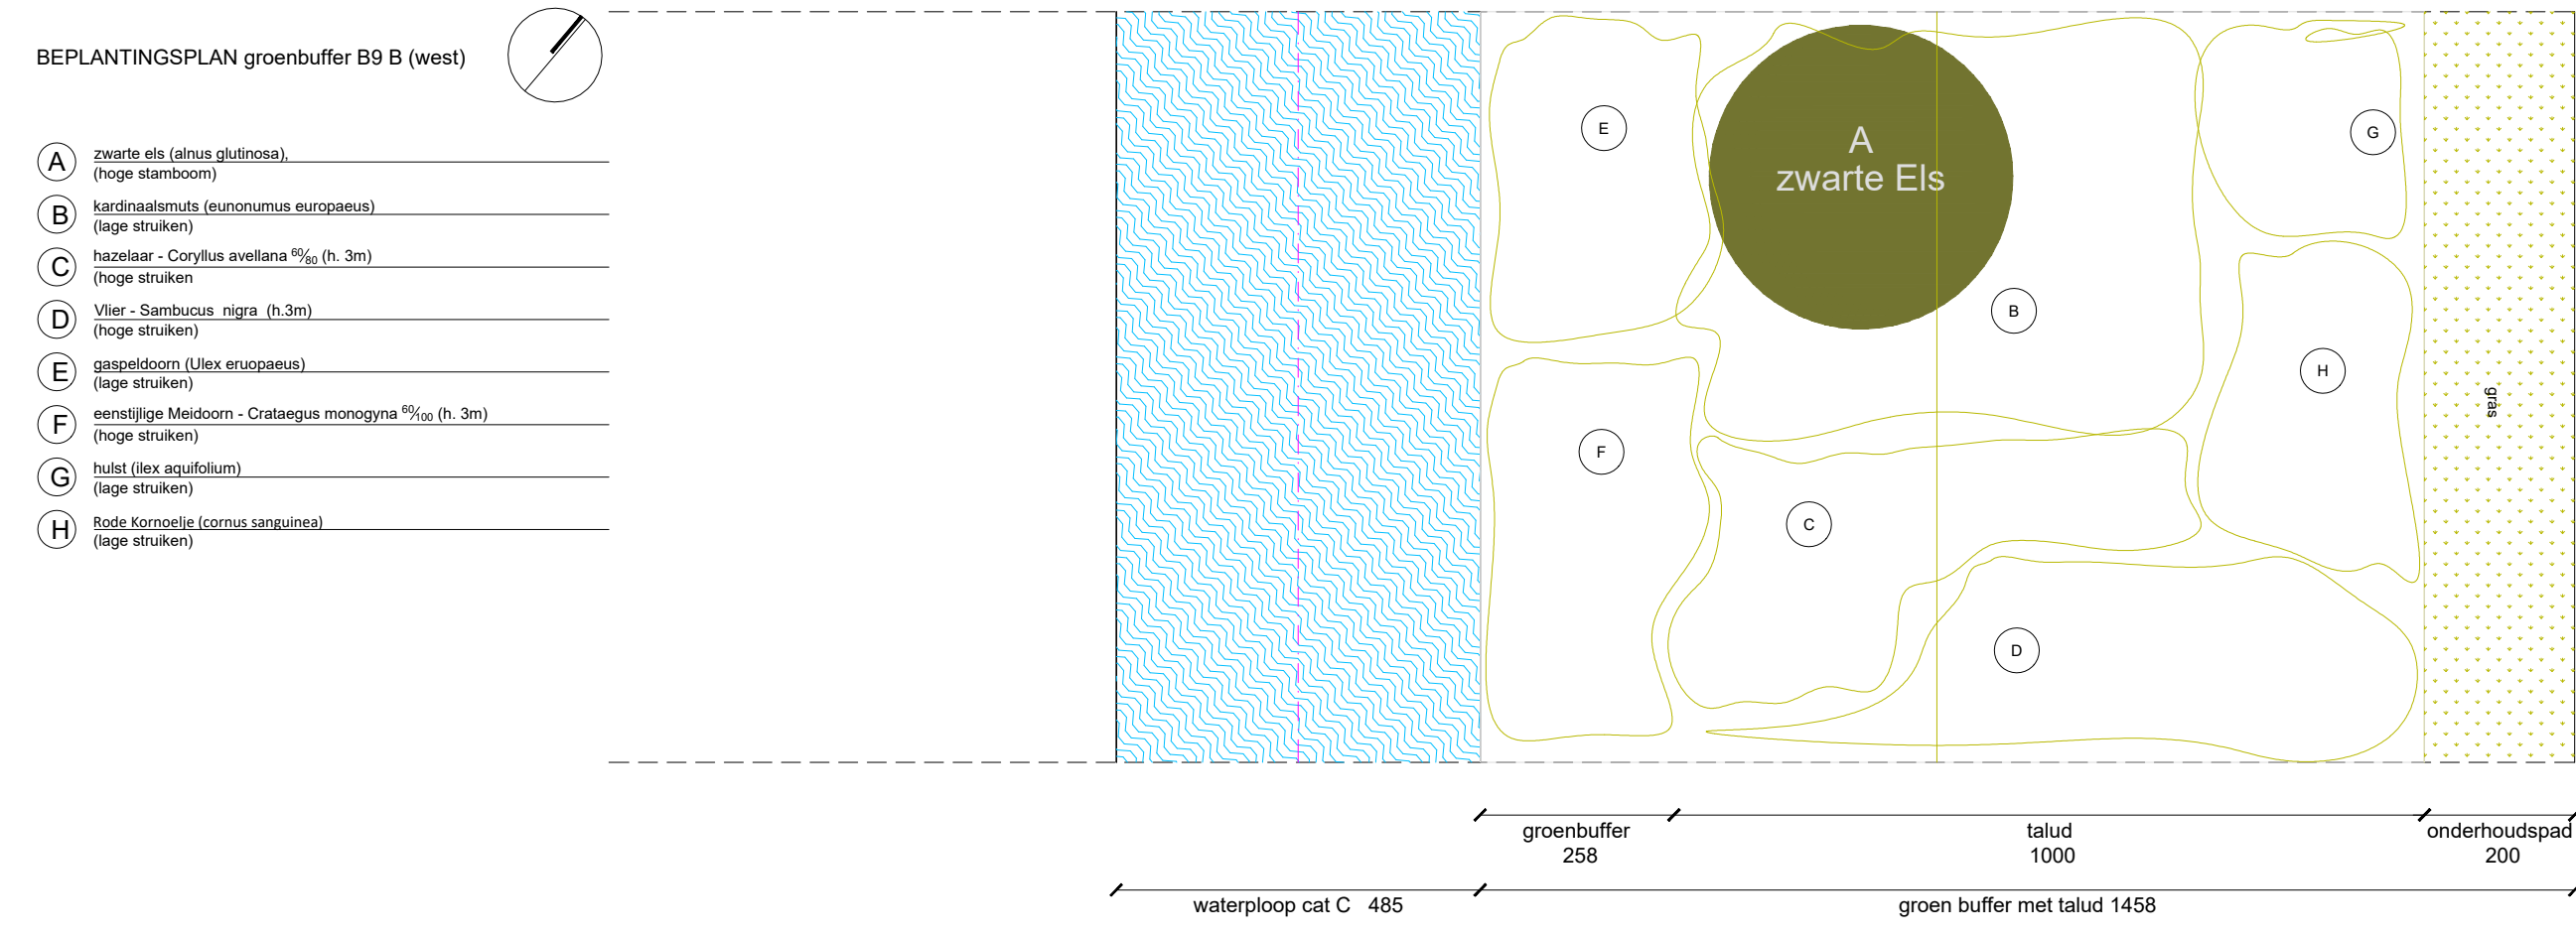 BEPLANTINGSPLAN groenbuffer B9 B (west)
A zwarte els (alnus glutinosa),
(hoge stamboom)
B kardinaalsmuts (eunonumus europaeus)
(lage struiken)
C hazelaar - Coryllus avellana 60/80 (h. 3m)
(hoge struiken
D Vlier - Sambucus nigra (h.3m)
(hoge struiken)
E gaspeldoorn (Ulex eruopaeus)
(lage struiken)
F eenstijlige Meidoorn - Crataegus monogyna 60/100 (h. 3m)
(hoge struiken)
G hulst (ilex aquifolium)
(lage struiken)
H Rode Kornoelje (cornus sanguinea)
(lage struiken)
E
A
zwarte Els
G
B
H
gras
F
C
D
groenbuffer
258
talud
1000
onderhoudspad
200
waterploop cat C 485
groen buffer met talud 1458